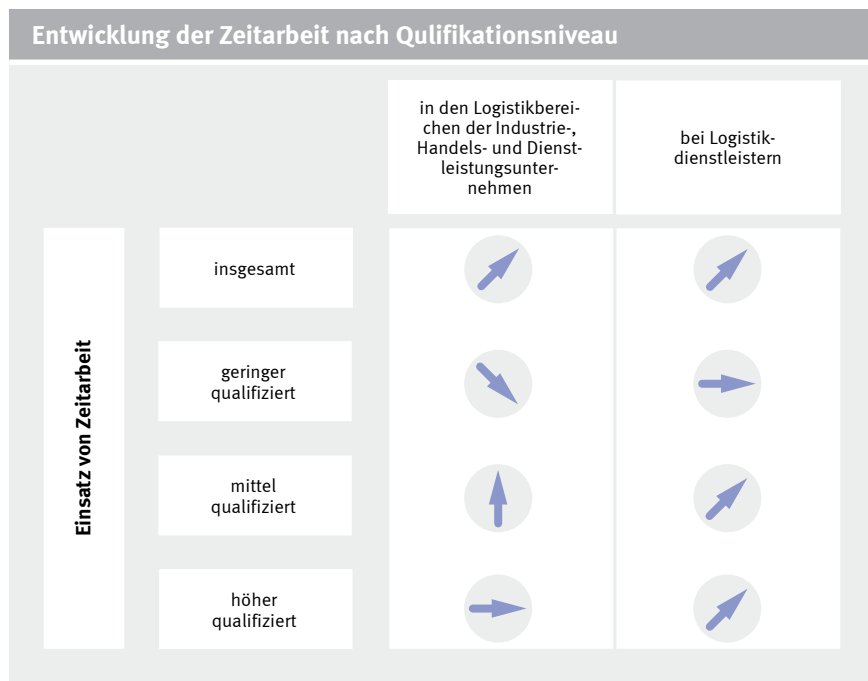 Entwicklung der Zeitarbeit nach Qulifikationsniveau
in den Logistikberei-
chen der Industrie-,
Handels- und Dienst-
leistungsunter-
nehmen
bei Logistik-
dienstleistern
Einsatz von Zeitarbeit
insgesamt
geringer
qualifiziert
mittel
qualifiziert
höher
qualifiziert